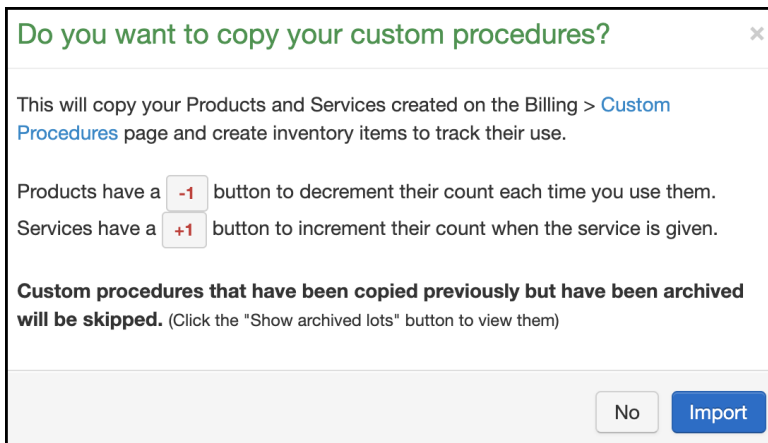 Do you want to copy your custom procedures? ×
This will copy your Products and Services created on the Billing > Custom
Procedures page and create inventory items to track their use.
Products have a -1 button to decrement their count each time you use them.
Services have a +1 button to increment their count when the service is given.
Custom procedures that have been copied previously but have been archived
will be skipped. (Click the "Show archived lots" button to view them)
No Import